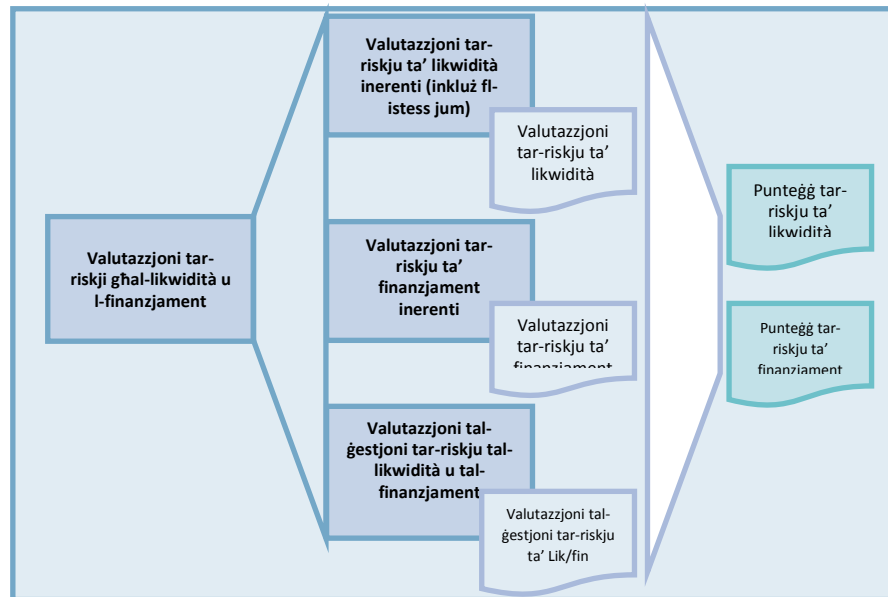 Valutazzjoni tar-
riskji għal-likwidità u
l-finanzjament
Valutazzjoni tar-
riskju ta’ likwidità
inerenti (inkluż fl-
istess jum)
Valutazzjoni
tar-riskju ta’
likwidità
Valutazzjoni tar-
riskju ta’
finanzjament
inerenti
Valutazzjoni
tar-riskju ta’
finanzjament
Valutazzjoni tal-
ġestjoni tar-riskju tal-
likwidità u tal-
finanzjament
Valutazzjoni tal-
ġestjoni tar-riskju
ta’ Lik/fin
Punteġġ tar-
riskju ta’
likwidità
Punteġġ tar-
riskju ta’
finanzjament